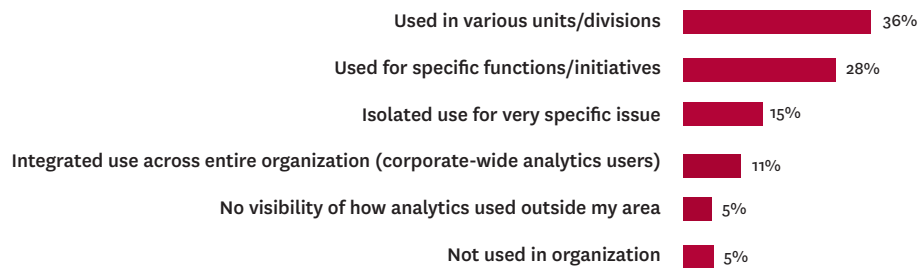 Used in various units/divisions 36%
Used for specific functions/initiatives 28%
Isolated use for very specific issue 15%
Integrated use across entire organization (corporate-wide analytics users) 11%
No visibility of how analytics used outside my area 5%
Not used in organization 5%